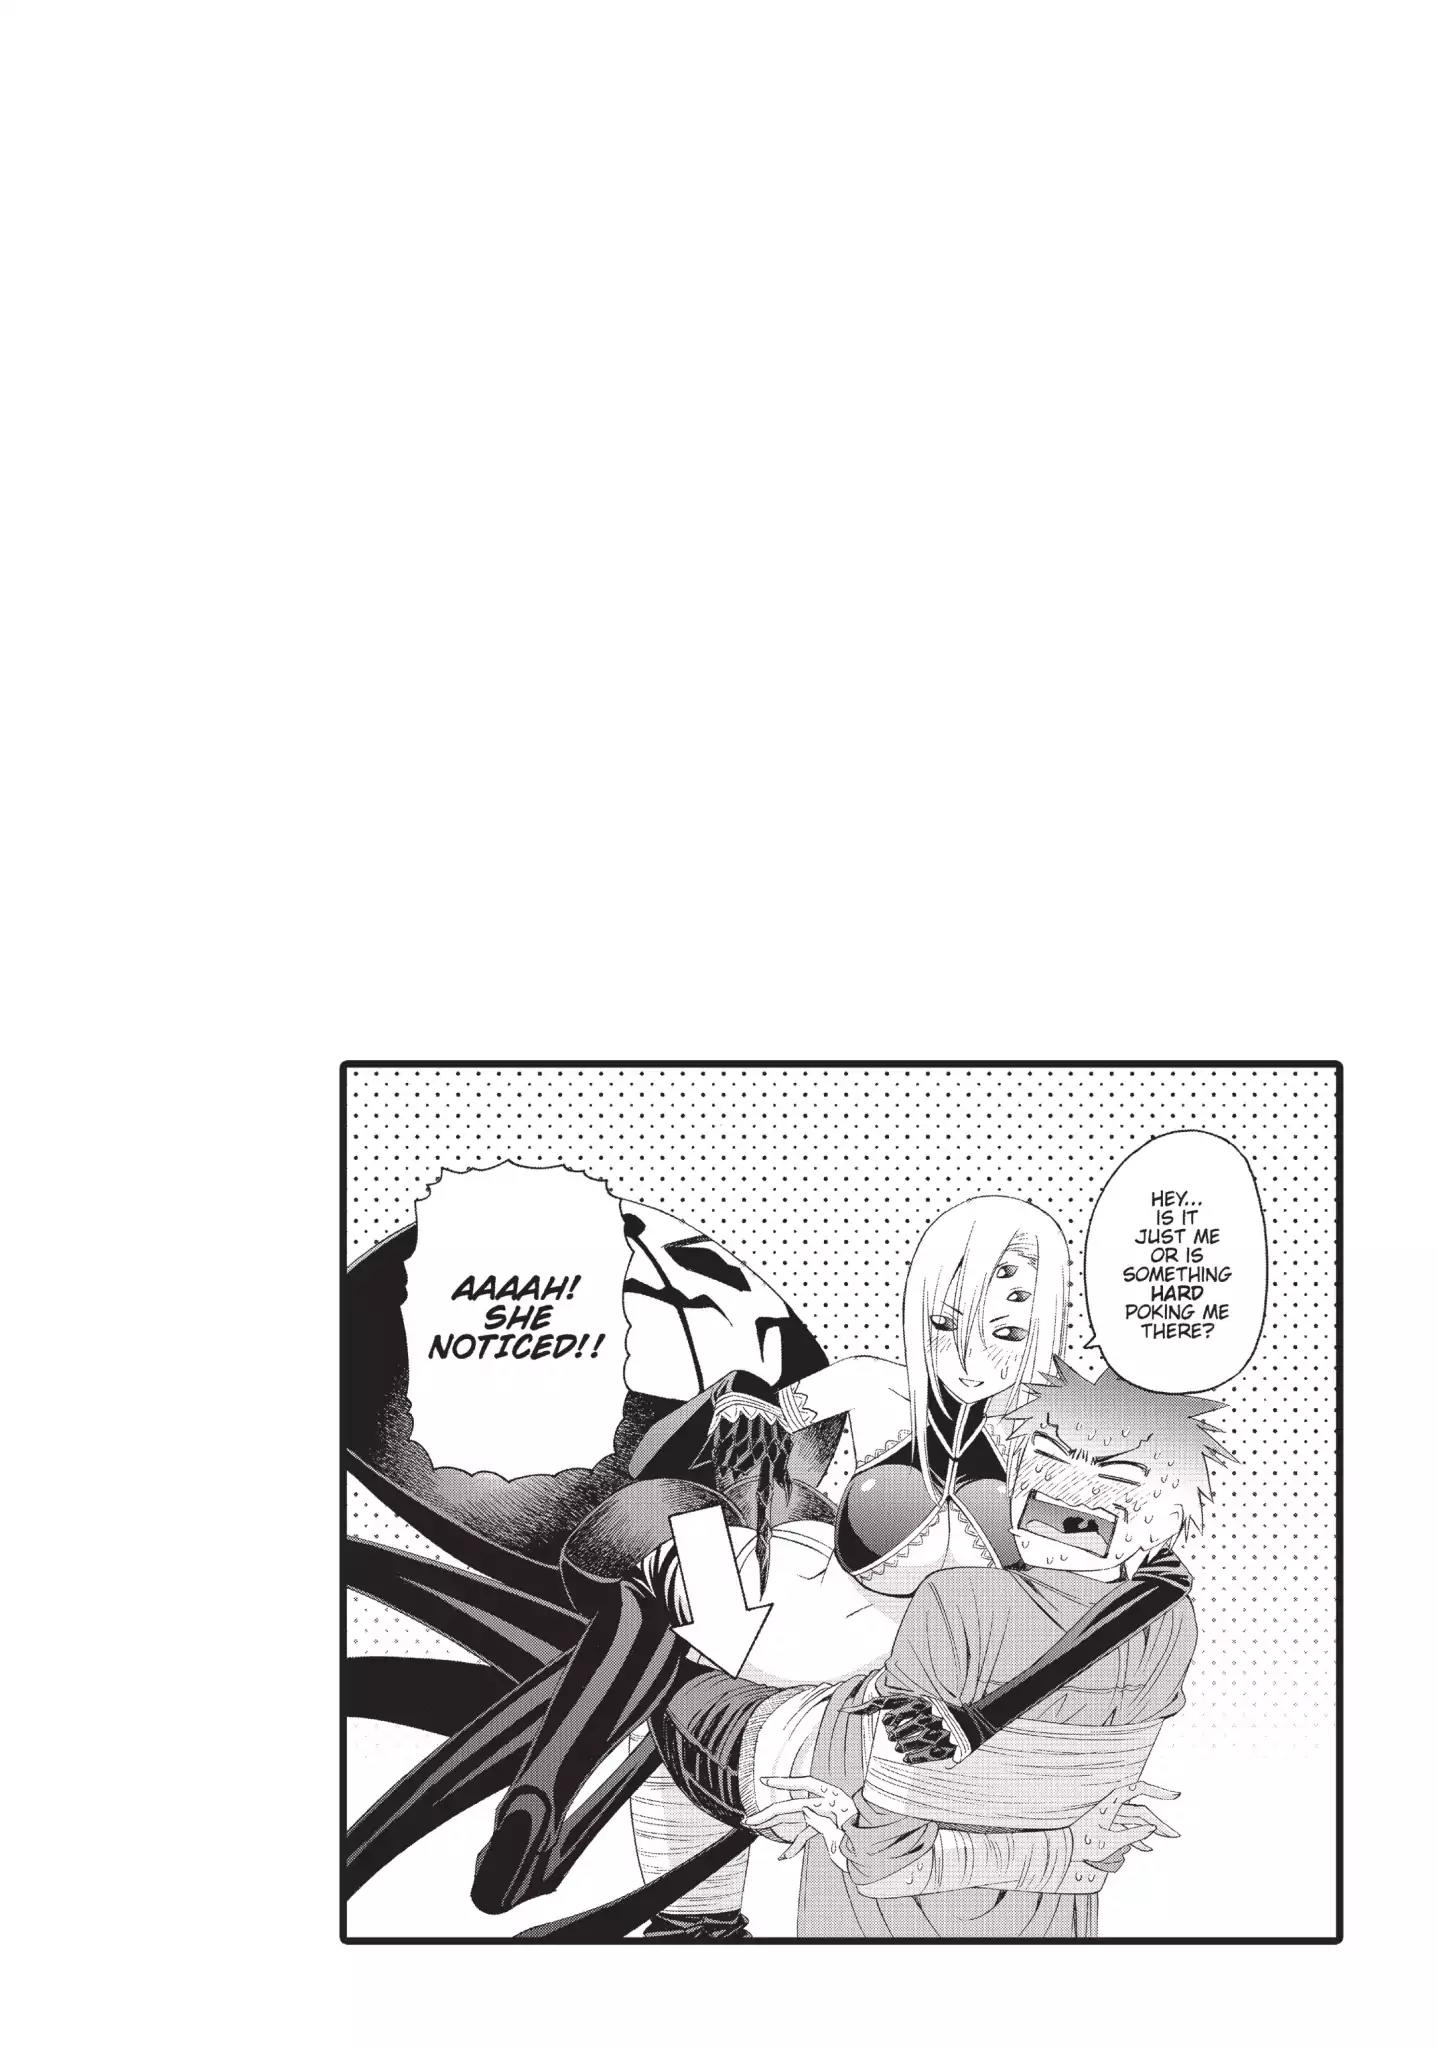 HEY...
IS IT
JUST ME
OR IS
SOMETHING
HARD
POKING ME
THERE?
AAAAH!
SHE
NOTICED!!